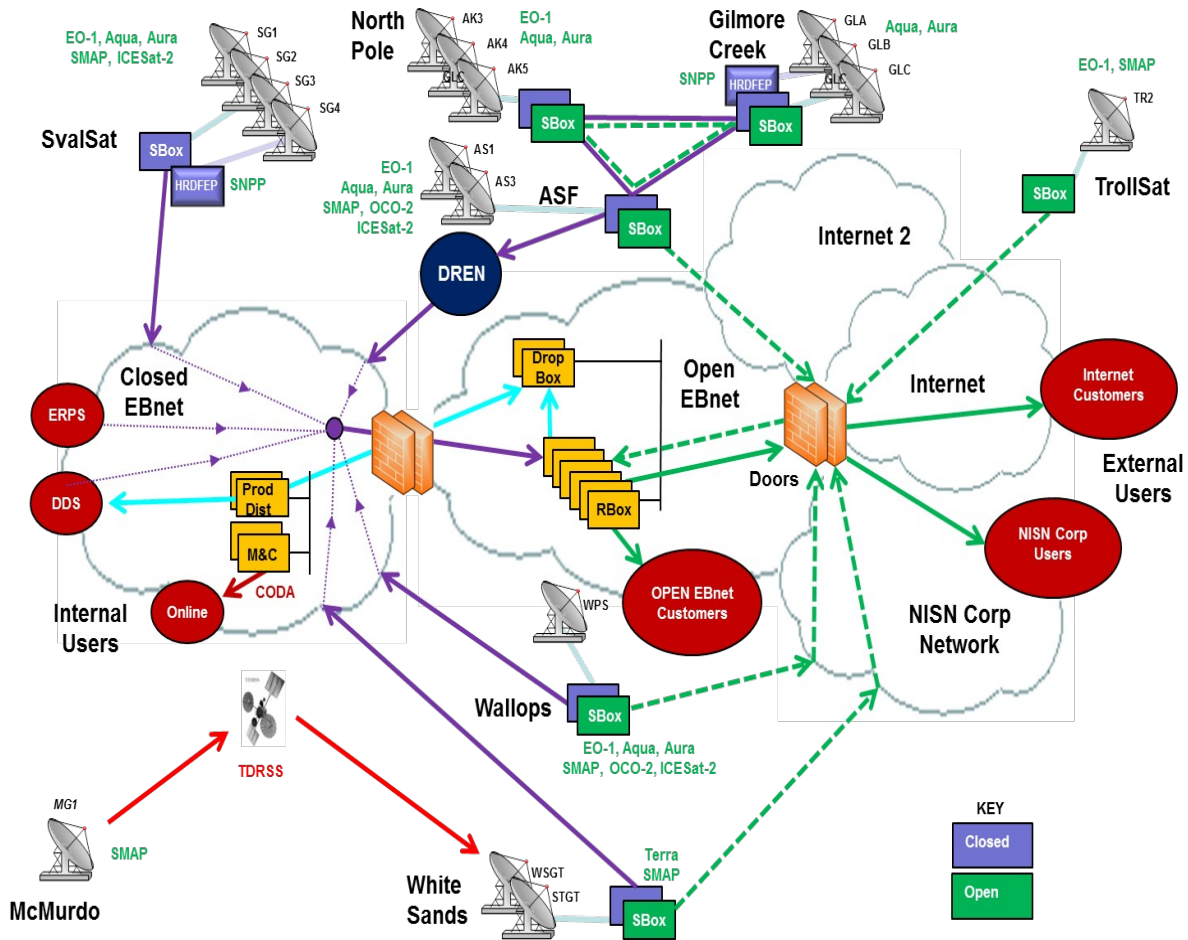 EO-1, Aqua, Aura
SMAP, ICESat-2
SG1
SG2
SG3
SG4
SvalSat
SBox
HRDFEP
SNPP
North
Pole
AK3
AK4
AK5
GLC
EO-1
Aqua, Aura
SBox
Gilmore
Creek
GLA
GLB
GLC
GLC
Aqua, Aura
SNPP
HRDFEP
SBox
EO-1, SMAP
TR2
SBox
TrollSat
EO-1
Aqua, Aura
SMAP, OCO-2
ICESat-2
AS1
AS3
ASF
SBox
DREN
Internet 2
Closed
EBnet
ERPS
DDS
Prod
Dist
M&C
CODA
Online
Internal
Users
Drop
Box
Open
EBnet
RBox
Doors
Internet
Internet
Customers
External
Users
NISN Corp
Users
OPEN EBnet
Customers
NISN Corp
Network
WPS
Wallops
SBox
EO-1, Aqua, Aura
SMAP, OCO-2, ICESat-2
TDRSS
TDRSS
MG1
SMAP
McMurdo
White
Sands
WSGT
STGT
Terra
SMAP
SBox
KEY
Closed
Open